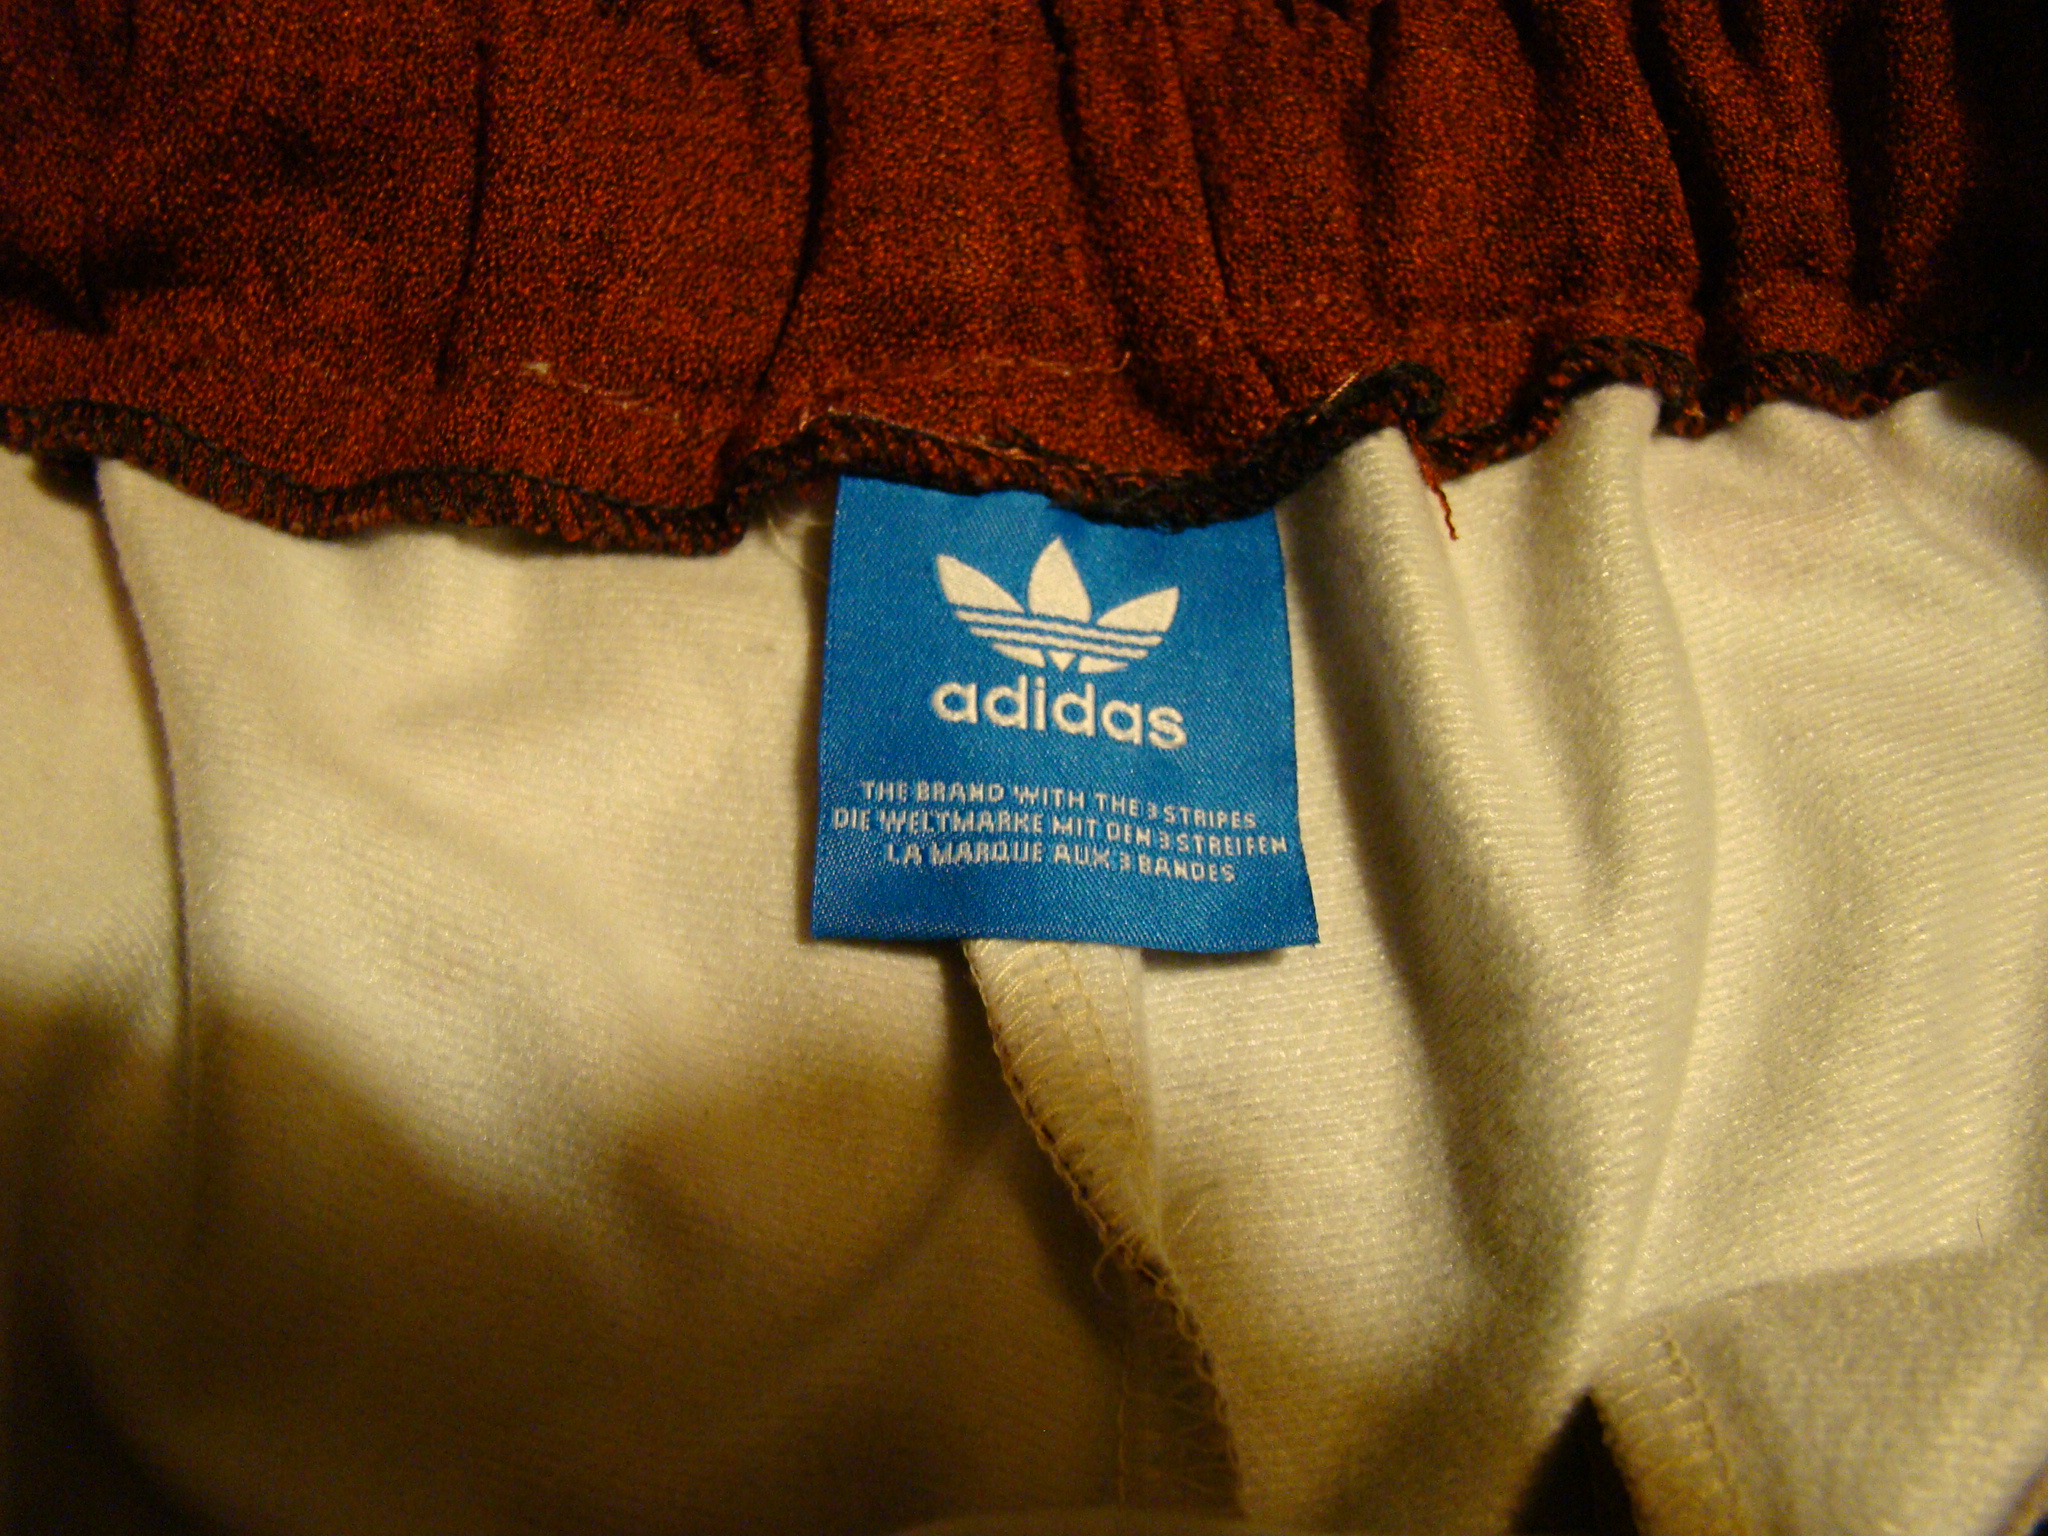 adidas
THE BRAND WITH THE 3 STRIPES
DIE WELTMARKE MIT DEN 3 STREIFEN
LA MARQUE AUX 3 BANDES